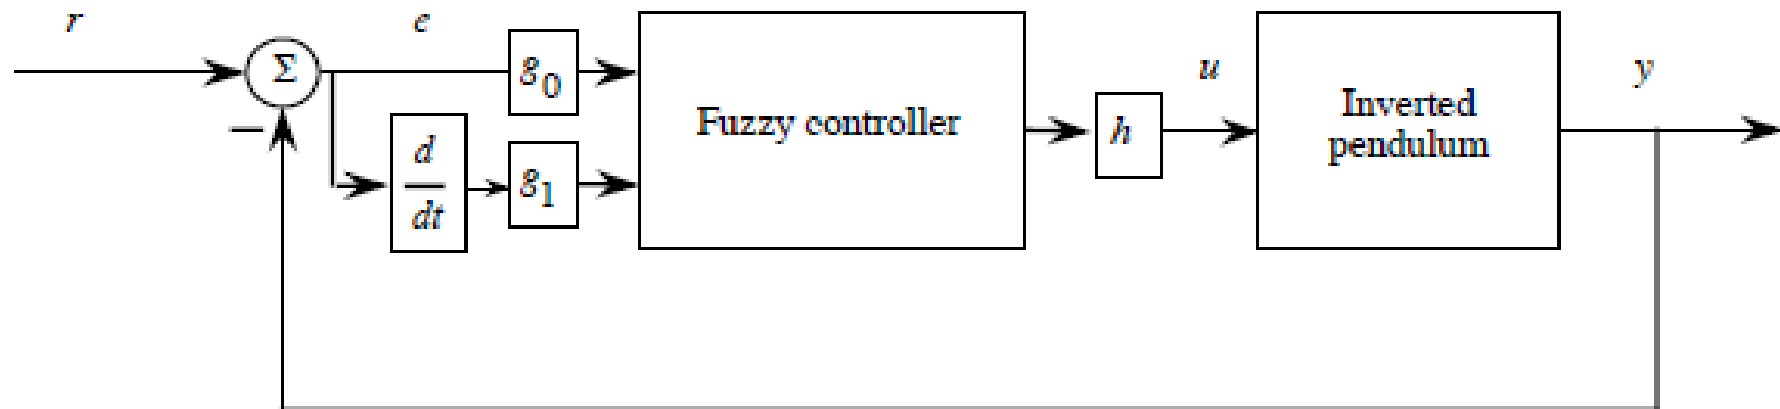 r
e
Σ
−
g0
d
dt
g1
Fuzzy controller
h
u
Inverted
pendulum
y